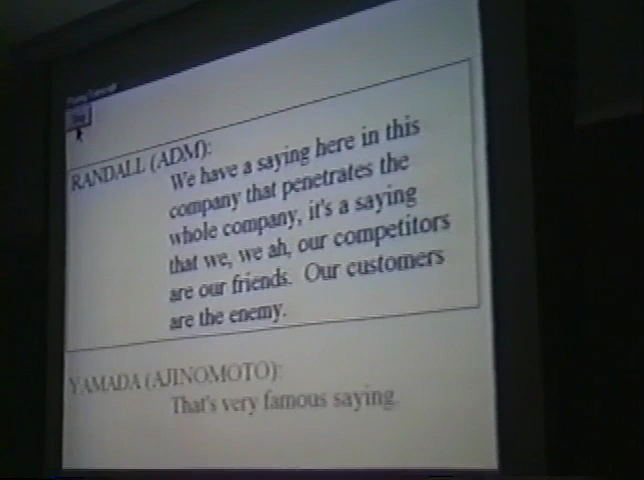 RANDALL (ADM):
We have a saying here in this
company that penetrates the
whole company, it's a saying
that we, we ah, our competitors
are our friends. Our customers
are the enemy.
YAMADA (AJINOMOTO):
That's very famous saying.